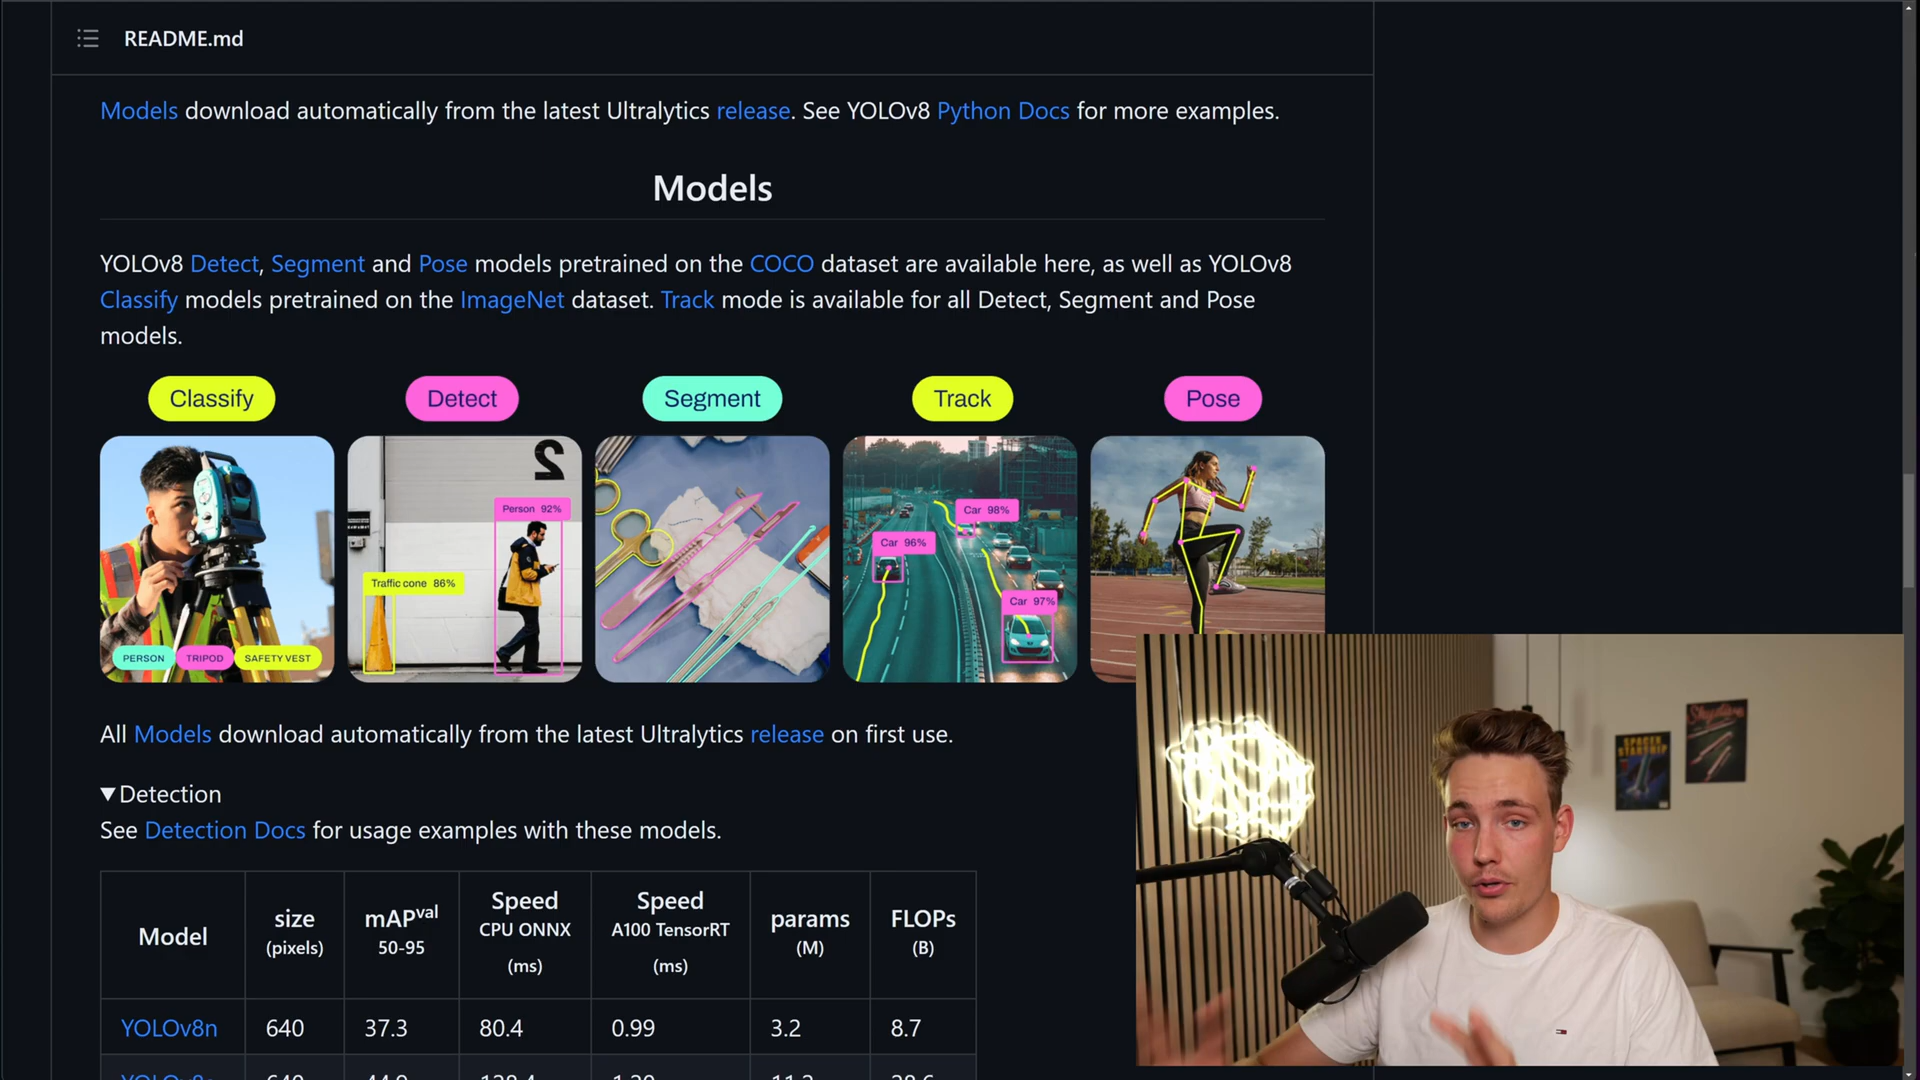 README.md
Models download automatically from the latest Ultralytics release. See YOLOv8 Python Docs for more examples.
Models
YOLOv8 Detect, Segment and Pose models pretrained on the COCO dataset are available here, as well as YOLOv8
Classify models pretrained on the ImageNet dataset. Track mode is available for all Detect, Segment and Pose
models.
Classify Detect Segment Track Pose
2
Person 92%
Traffic cone 86%
PERSON TRIPOD SAFETY VEST
Car 98%
Car 96%
Car 97%
All Models download automatically from the latest Ultralytics release on first use.
Detection
See Detection Docs for usage examples with these models.
Model size (pixels) mAPval 50-95 Speed CPU ONNX (ms) Speed A100 TensorRT (ms) params (M) FLOPs (B)
YOLOv8n 640 37.3 80.4 0.99 3.2 8.7
SPACEX
STARSHIP